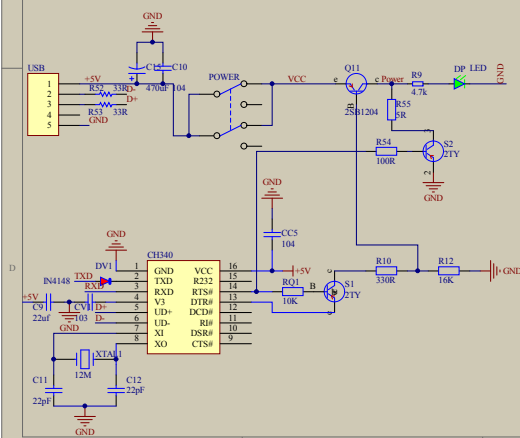 GND
USB
1
2
3
4
5
+5V
R52 33R
D-
D+
R53 33R
GND
C10
470uF 104
POWER
VCC
Q11
e
c
B
2SB1204
Power
R9
4.7k
DP LED
GND
R55
5R
R54
100R
S2
2TY
3
2
GND
GND
CC5
104
+5V
GND
DV1
IN4148
TXD
RXD
+5V
C9
22uf
GND
CV1
103
D+
D-
CH340
1 GND VCC 16
2 TXD R232 15
3 RXD RTS# 14
4 V3 DTR# 13
5 UD+ DCD# 12
6 UD- RI# 11
7 XI DSR# 10
8 XO CTS# 9
RQ1
10K
B
c
S1
2TY
R10
330R
R12
16K
GND
XTAL1
12M
C11
22pF
C12
22pF
GND
D